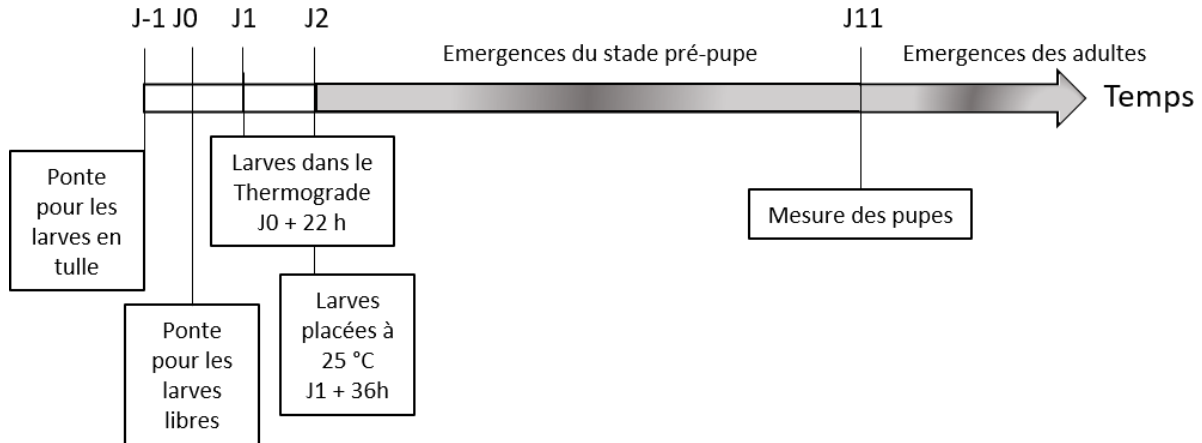 J-1 J0 J1 J2 J11
Emergences du stade pré-pupe
Emergences des adultes
Temps
Ponte
pour les
larves en
tulle
Ponte
pour les
larves
libres
Larves dans le
Thermograde
J0 + 22 h
Larves
placées à
25 °C
J1 + 36h
Mesure des pupes